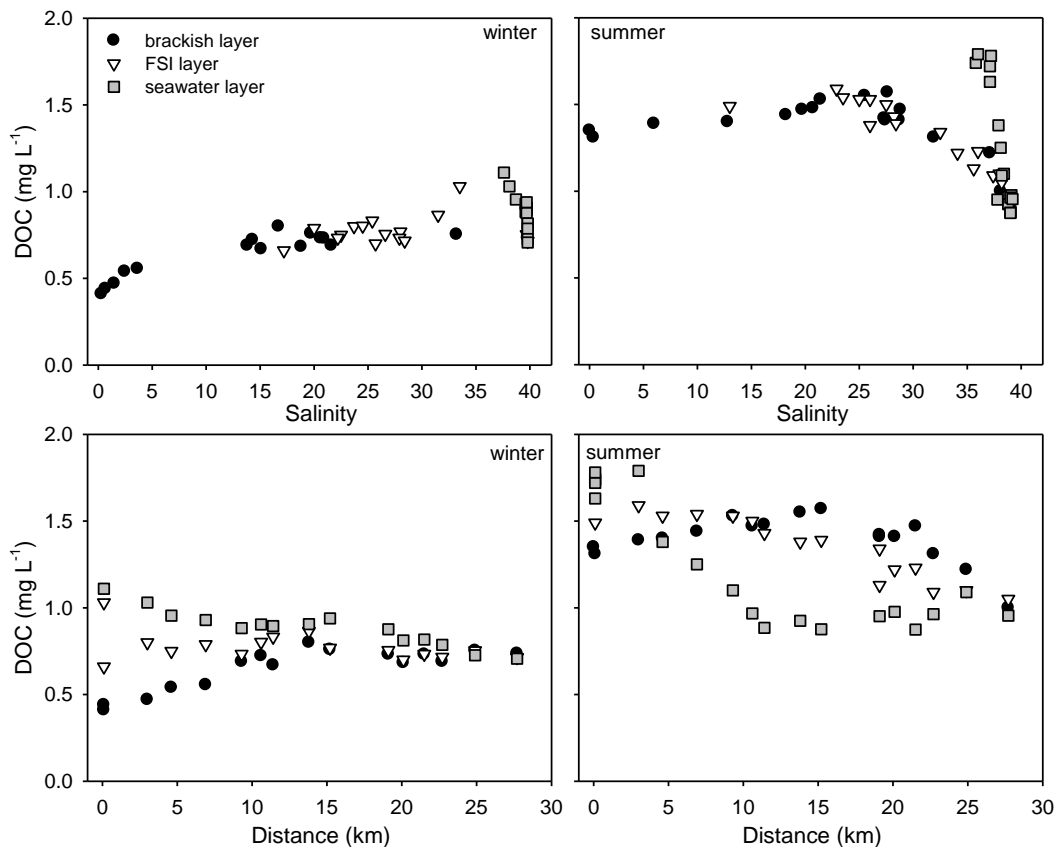 2.0
1.5
1.0
0.5
0.0
DOC (mg L-1)
brackish layer
FSI layer
seawater layer
winter
0 5 10 15 20 25 30 35 40
Salinity
summer
0 5 10 15 20 25 30 35 40
Salinity
2.0
1.5
1.0
0.5
0.0
DOC (mg L-1)
winter
0 5 10 15 20 25 30
Distance (km)
summer
0 5 10 15 20 25 30
Distance (km)